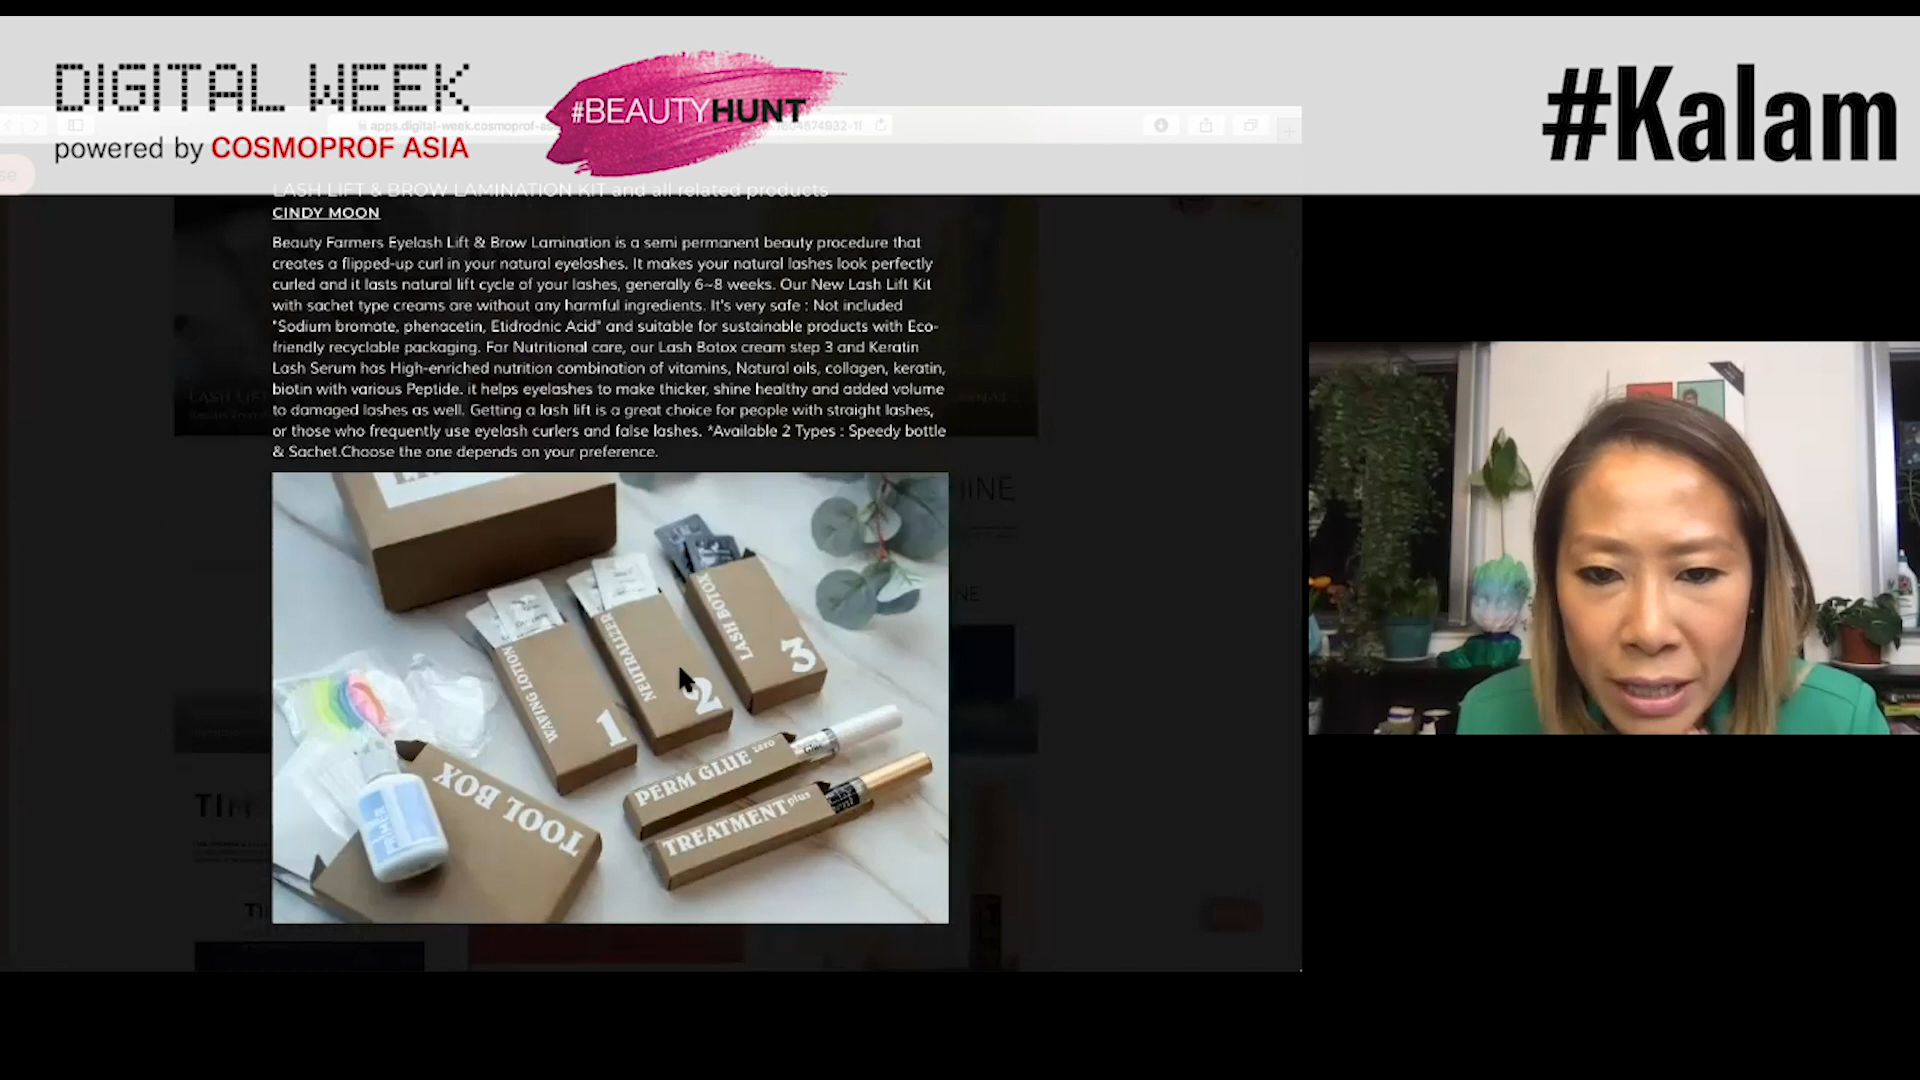 DIGITAL WEEK
powered by COSMOPROF ASIA
#BEAUTYHUNT
#Kalam
LASH LIFT & BROW LAMINATION KIT and all related products
CINDY MOON
Beauty Farmers Eyelash Lift & Brow Lamination is a semi permanent beauty procedure that
creates a flipped-up curl in your natural eyelashes. It makes your natural lashes look perfectly
curled and it lasts natural lift cycle of your lashes, generally 6~8 weeks. Our New Lash Lift Kit
with sachet type creams are without any harmful ingredients. It's very safe : Not included
"Sodium bromate, phenacetin, Etidrodnic Acid" and suitable for sustainable products with Eco-
friendly recyclable packaging. For Nutritional care, our Lash Botox cream step 3 and Keratin
Lash Serum has High-enriched nutrition combination of vitamins, Natural oils, collagen, keratin,
biotin with various Peptide. it helps eyelashes to make thicker, shine healthy and added volume
to damaged lashes as well. Getting a lash lift is a great choice for people with straight lashes,
or those who frequently use eyelash curlers and false lashes. *Available 2 Types : Speedy bottle
& Sachet.Choose the one depends on your preference.
WAVING LOTION 1
NEUTRALIZER 2
LASH BOTOX 3
PERM GLUE zero
TREATMENT plus
TOOL BOX
PRIMER